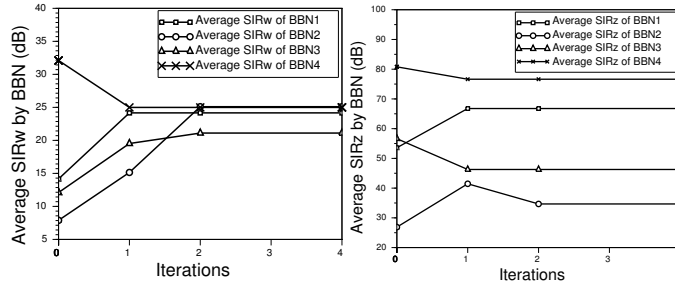 Average SIRw by BBN (dB)
40
35
30
25
20
15
10
5
0
1
2
3
4
Iterations
Average SIRw of BBN1
Average SIRw of BBN2
Average SIRw of BBN3
Average SIRw of BBN4
Average SIRz by BBN (dB)
100
90
80
70
60
50
40
30
20
0
1
2
3
Iterations
Average SIRz of BBN1
Average SIRz of BBN2
Average SIRz of BBN3
Average SIRz of BBN4